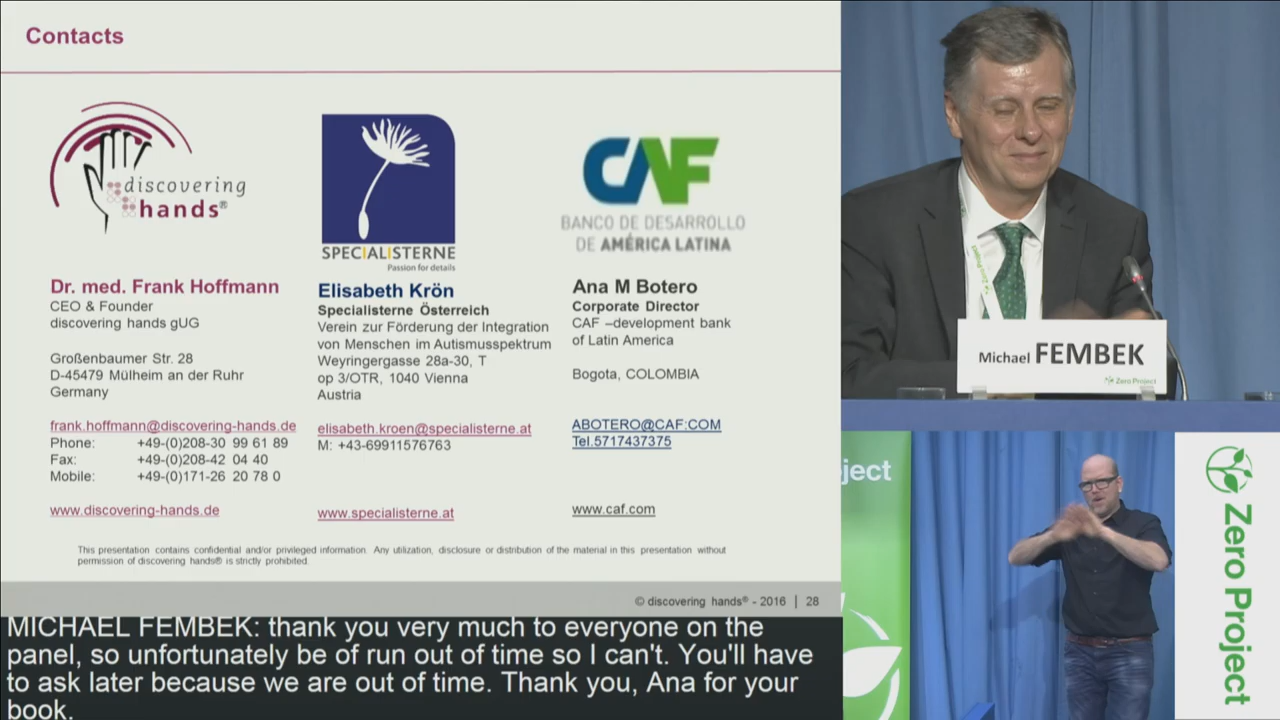 Contacts
discovering
hands®
SPECIALISTERNE
Passion for details
CAF
BANCO DE DESARROLLO
DE AMÉRICA LATINA
Dr. med. Frank Hoffmann
CEO & Founder
discovering hands gUG
Großenbaumer Str. 28
D-45479 Mülheim an der Ruhr
Germany
frank.hoffmann@discovering-hands.de
Phone: +49-(0)208-30 99 61 89
Fax: +49-(0)208-42 04 40
Mobile: +49-(0)171-26 20 78 0
www.discovering-hands.de
Elisabeth Krön
Specialisterne Österreich
Verein zur Förderung der Integration
von Menschen im Autismusspektrum
Weyringergasse 28a-30, T
op 3/OTR, 1040 Vienna
Austria
elisabeth.kroen@specialisterne.at
M: +43-69911576763
www.specialisterne.at
Ana M Botero
Corporate Director
CAF –development bank
of Latin America
Bogota, COLOMBIA
ABOTERO@CAF.COM
Tel.5717437375
www.caf.com
This presentation contains confidential and/or privileged information. Any utilization, disclosure or distribution of the material in this presentation without
permission of discovering hands® is strictly prohibited.
© discovering hands® - 2016 | 28
MICHAEL FEMBEK: thank you very much to everyone on the
panel, so unfortunately be of run out of time so I can't. You'll have
to ask later because we are out of time. Thank you, Ana for your
book.
Zero Project
Michael FEMBEK
Zero Project
ject
Zero Project